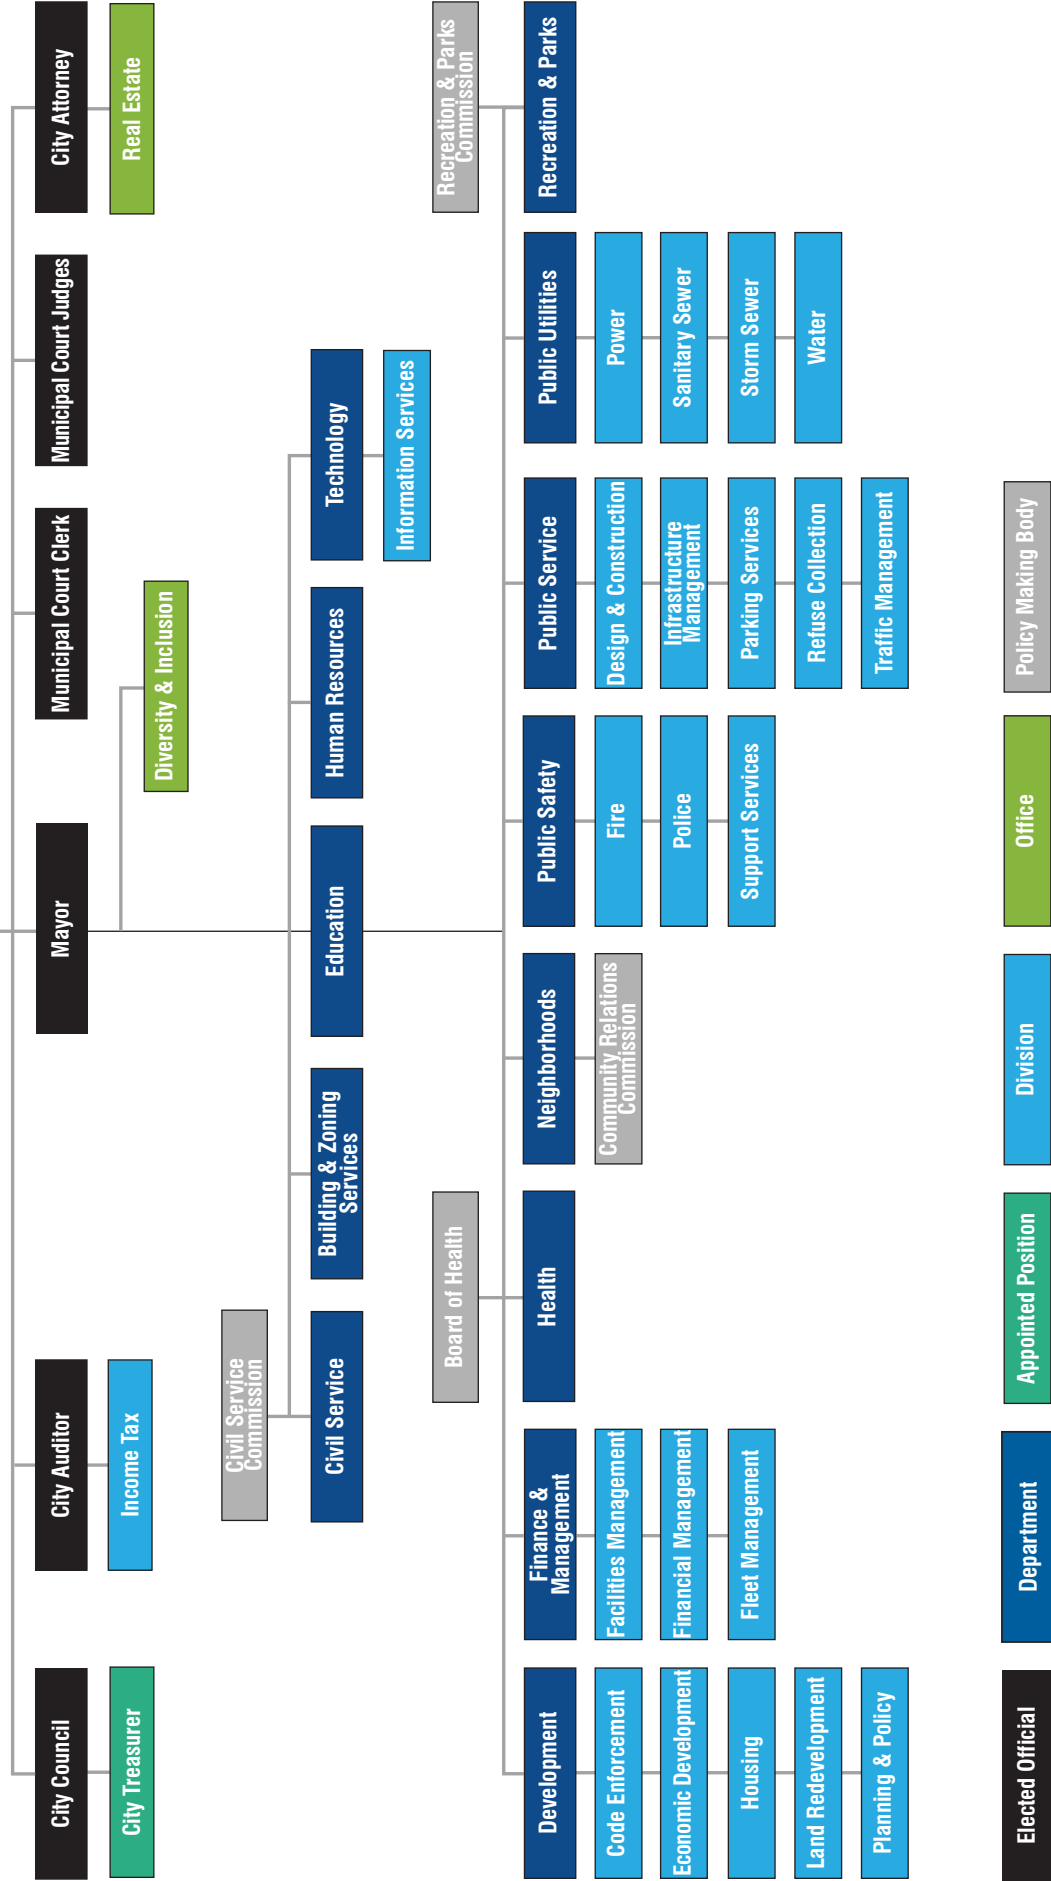 City Council
City Auditor
Mayor
Municipal Court Clerk
Municipal Court Judges
City Attorney
City Treasurer
Income Tax
Real Estate
Diversity & Inclusion
Civil Service
Commission
Civil Service
Building & Zoning
Services
Education
Human Resources
Technology
Information Services
Board of Health
Recreation & Parks
Commission
Development
Finance &
Management
Health
Neighborhoods
Public Safety
Public Service
Public Utilities
Recreation & Parks
Code Enforcement
Facilities Management
Community Relations
Commission
Fire
Design & Construction
Power
Economic Development
Financial Management
Police
Infrastructure
Management
Sanitary Sewer
Housing
Fleet Management
Support Services
Parking Services
Storm Sewer
Land Redevelopment
Refuse Collection
Water
Planning & Policy
Traffic Management
Elected Official
Department
Appointed Position
Division
Office
Policy Making Body